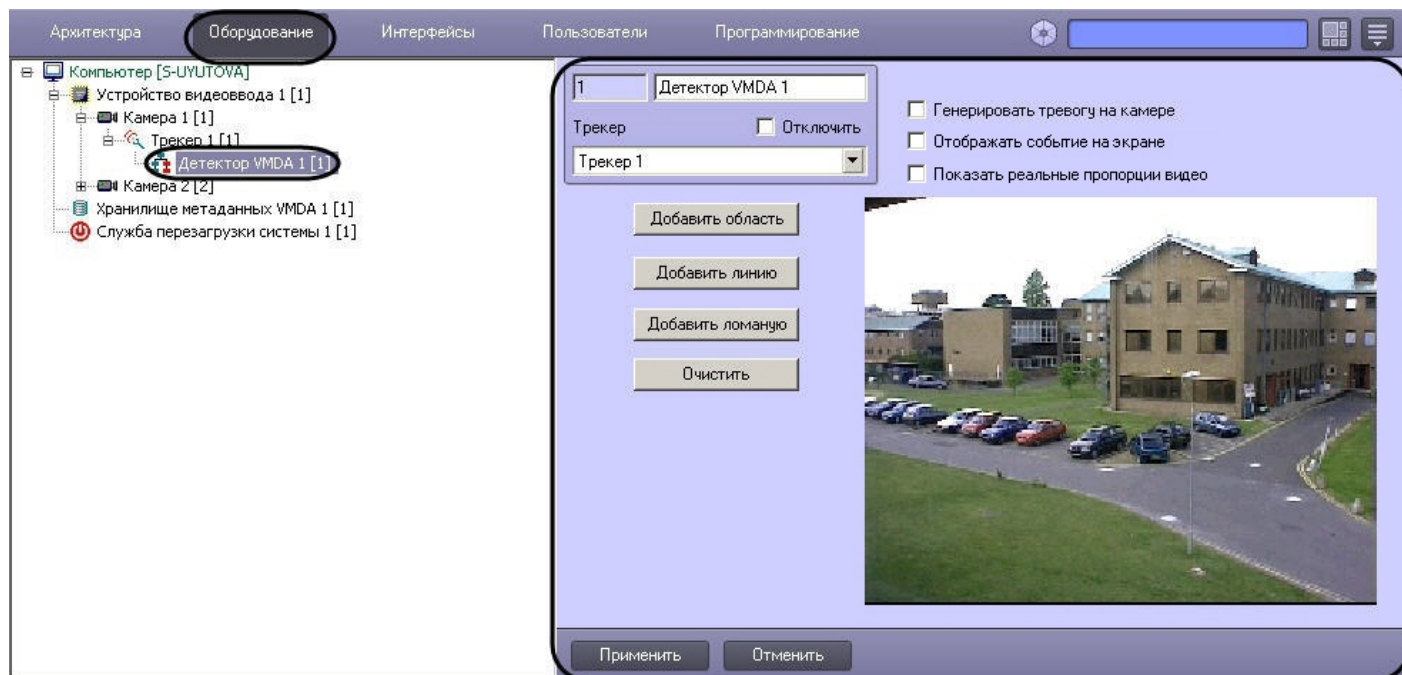 Архитектура Оборудование Интерфейсы Пользователи Программирование
Компьютер [S-UYUTOVA]
Устройство видеоввода 1 [1]
Камера 1 [1]
Трекер 1 [1]
Детектор VMDA 1 [1]
Камера 2 [2]
Хранилище метаданных VMDA 1 [1]
Служба перезагрузки системы 1 [1]
1 Детектор VMDA 1
Трекер Отключить
Трекер 1
Генерировать тревогу на камере
Отображать событие на экране
Показать реальные пропорции видео
Добавить область
Добавить линию
Добавить ломаную
Очистить
Применить Отменить